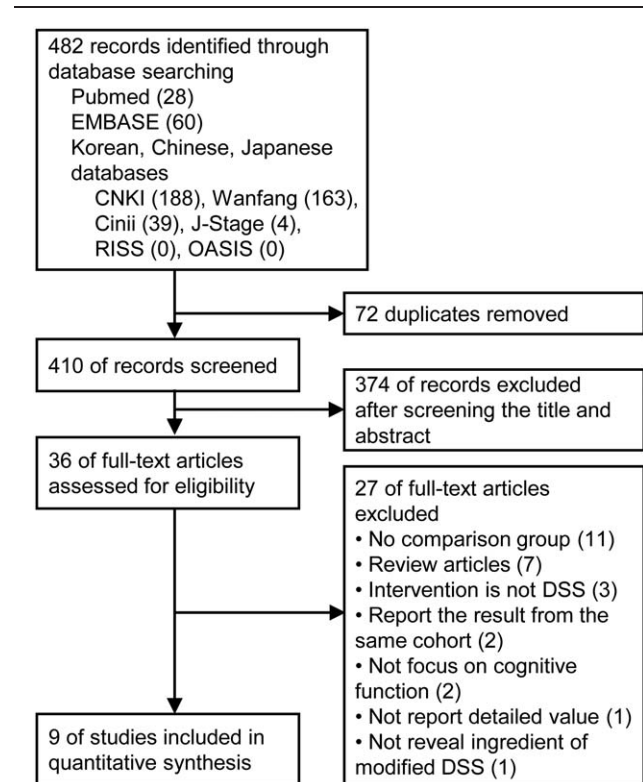 482 records identified through
database searching
Pubmed (28)
EMBASE (60)
Korean, Chinese, Japanese
databases
CNKI (188), Wanfang (163),
Cinii (39), J-Stage (4),
RISS (0), OASIS (0)
72 duplicates removed
410 of records screened
374 of records excluded
after screening the title and
abstract
36 of full-text articles
assessed for eligibility
27 of full-text articles
excluded
• No comparison group (11)
• Review articles (7)
• Intervention is not DSS (3)
• Report the result from the
same cohort (2)
• Not focus on cognitive
function (2)
• Not report detailed value (1)
• Not reveal ingredient of
modified DSS (1)
9 of studies included in
quantitative synthesis